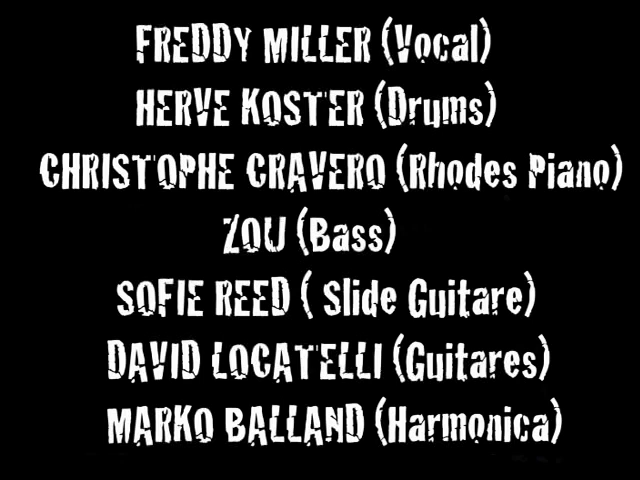 FREDDY MILLER (Vocal)
HERVE KOSTER (Drums)
CHRISTOPHE CRAVERO (Rhodes Piano)
ZOU (Bass)
SOFIE REED ( Slide Guitare)
DAVID LOCATELLI (Guitares)
MARKO BALLAND (Harmonica)